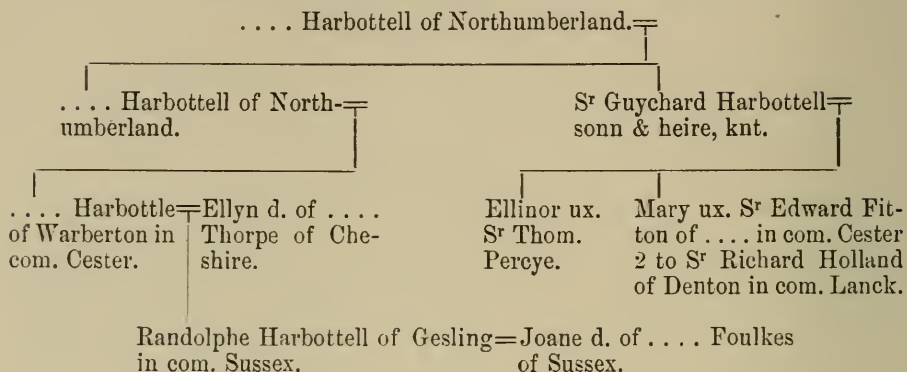 . . . . Harbottell of Northumberland.=
. . . . Harbottell of North-=
umberland.
Sʳ Guychard Harbottell=
sonn & heire, knt.
. . . . Harbottle=Ellyn d. of . . . .
of Warberton in Thorpe of Che-
com. Cester. shire.
Ellinor ux.
Sʳ Thom.
Percye.
Mary ux. Sʳ Edward Fit-
ton of . . . . in com. Cester
2 to Sʳ Richard Holland
of Denton in com. Lanck.
Randolphe Harbottell of Gesling=Joane d. of . . . . Foulkes
in com. Sussex. of Sussex.